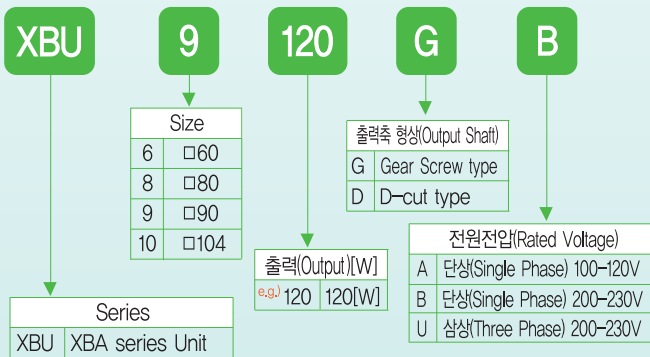 XBU 9 120 G B
Size
6 □60
8 □80
9 □90
10 □104
출력축 형상(Output Shaft)
G Gear Screw type
D D-cut type
출력(Output)[W]
e.g.) 120 120[W]
전원전압(Rated Voltage)
A 단상(Single Phase) 100-120V
B 단상(Single Phase) 200-230V
U 삼상(Three Phase) 200-230V
Series
XBU XBA series Unit